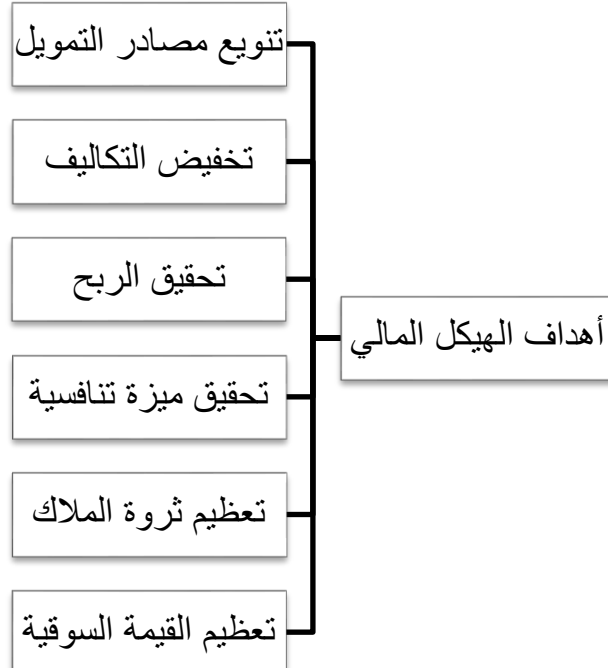 أهداف الهيكل المالي
تنويع مصادر التمويل
تخفيض التكاليف
تحقيق الربح
تحقيق ميزة تنافسية
تعظيم ثروة الملاك
تعظيم القيمة السوقية